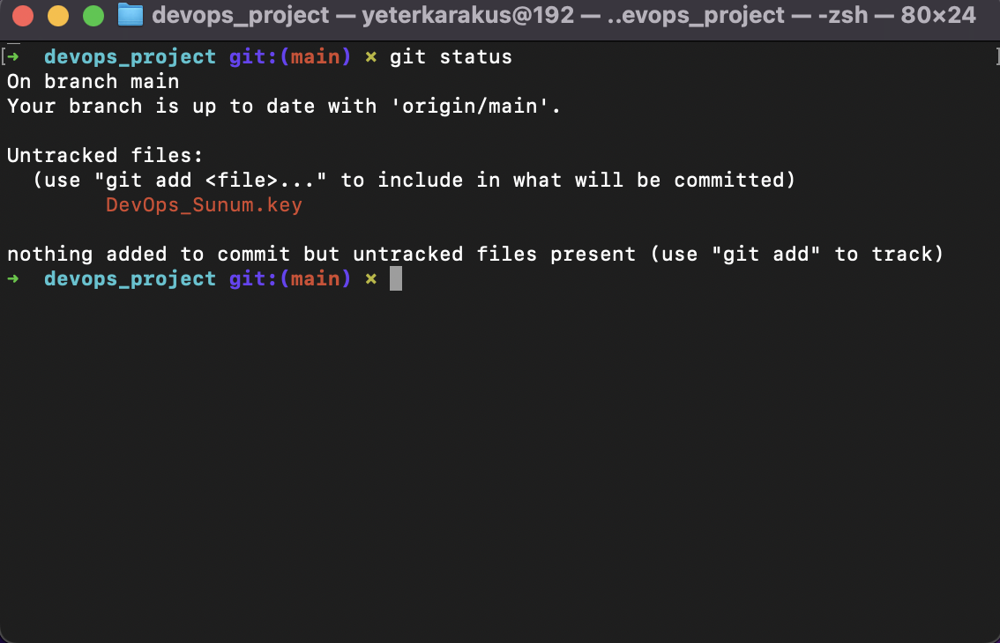 devops_project — yeterkarakus@192 — ..evops_project — -zsh — 80×24
[➜  devops_project git:(main) ✗ git status ]
On branch main
Your branch is up to date with 'origin/main'.
Untracked files:
  (use "git add <file>..." to include in what will be committed)
        DevOps_Sunum.key
nothing added to commit but untracked files present (use "git add" to track)
➜  devops_project git:(main) ✗